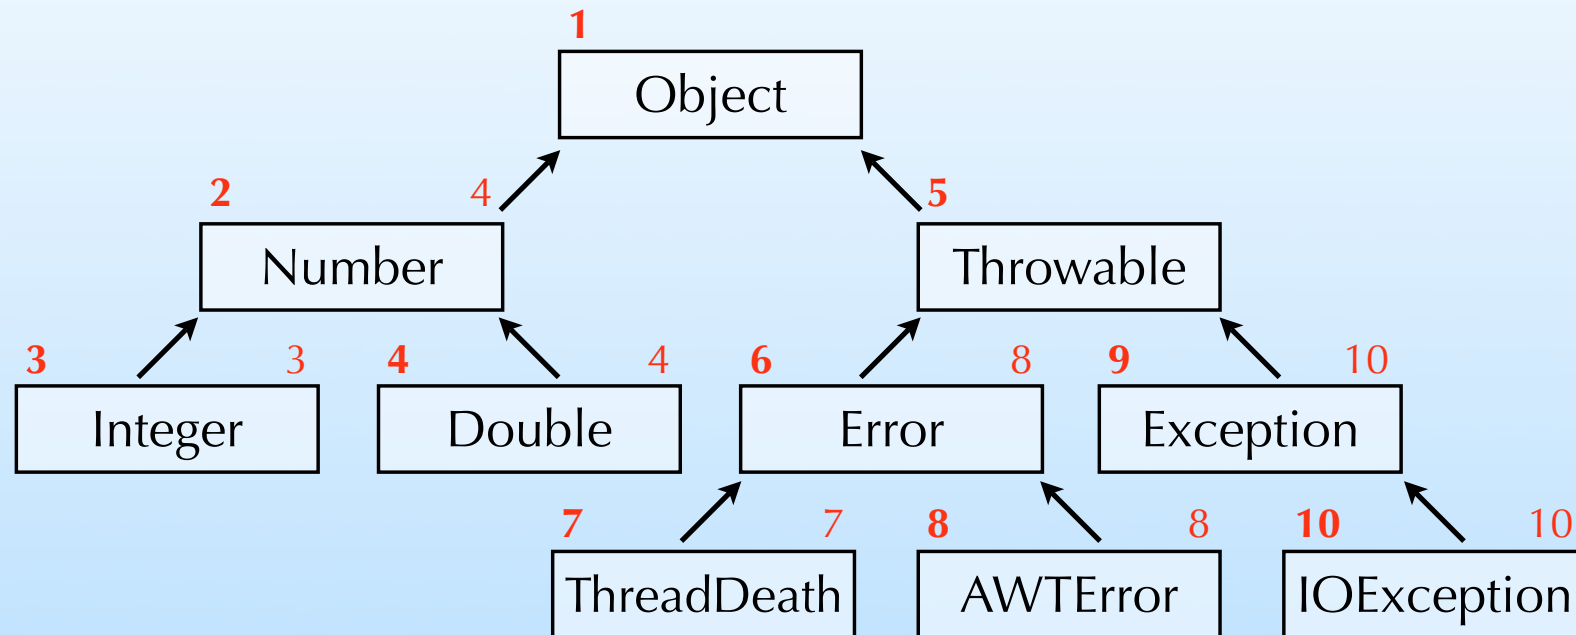 1
Object
2 4 5
Number Throwable
3 3 4 4 6 8 9 10
Integer Double Error Exception
7 7 8 8 10 10
ThreadDeath AWTError IOException